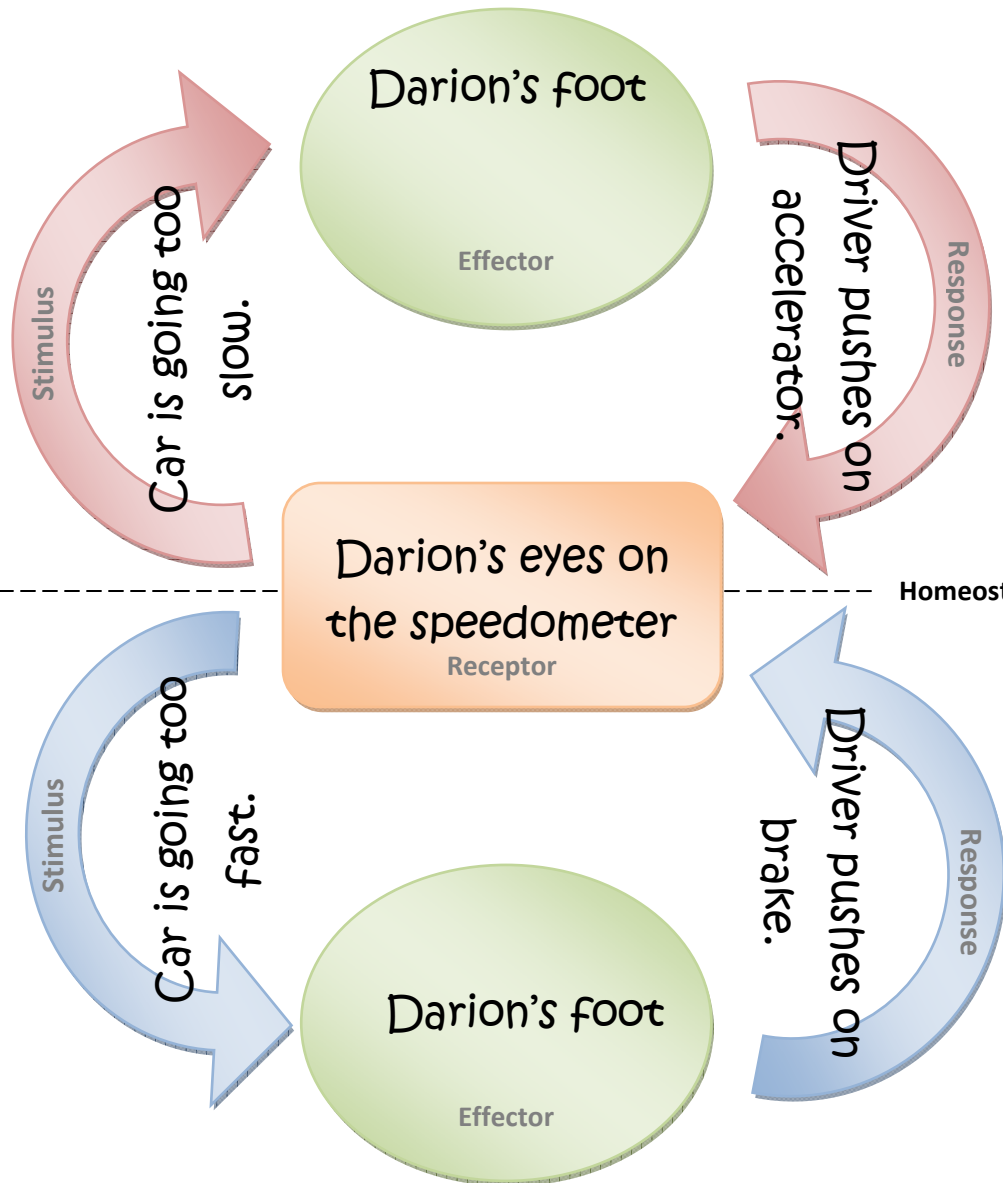 Darion's foot
Effector
Stimulus
Car is going too
slow.
Driver pushes on
accelerator.
Response
Darion's eyes on
the speedometer
Receptor
Homeost
Stimulus
Car is going too
fast.
Driver pushes on
brake.
Response
Darion's foot
Effector